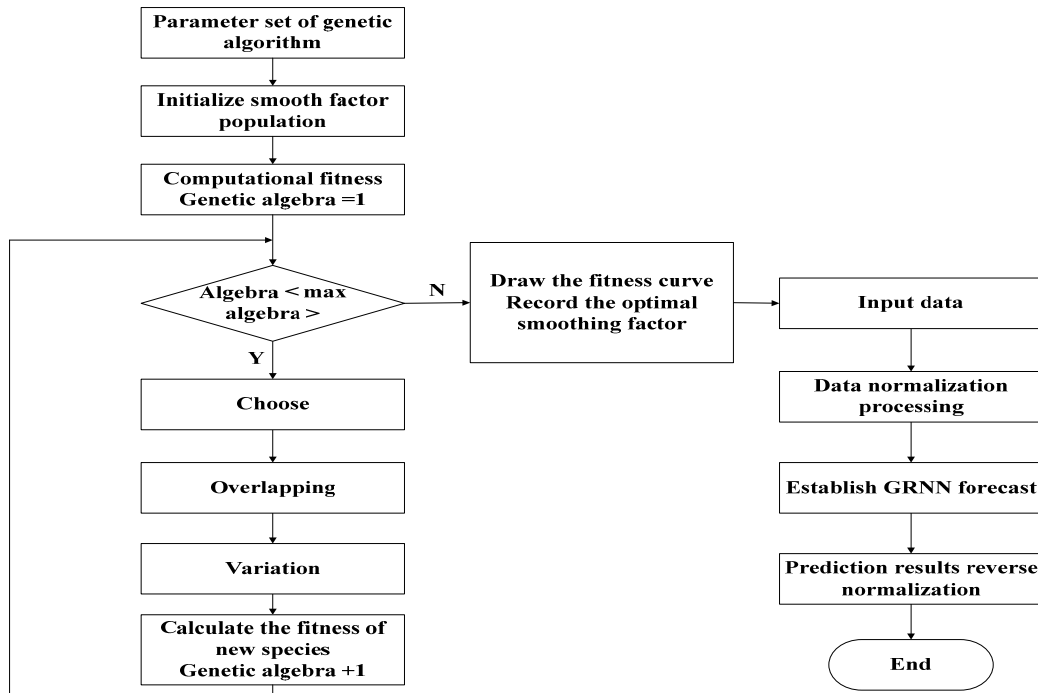 Parameter set of genetic
algorithm
Initialize smooth factor
population
Computational fitness
Genetic algebra =1
Algebra < max
algebra >
N
Y
Choose
Overlapping
Variation
Calculate the fitness of
new species
Genetic algebra +1
Draw the fitness curve
Record the optimal
smoothing factor
Input data
Data normalization
processing
Establish GRNN forecast
Prediction results reverse
normalization
End